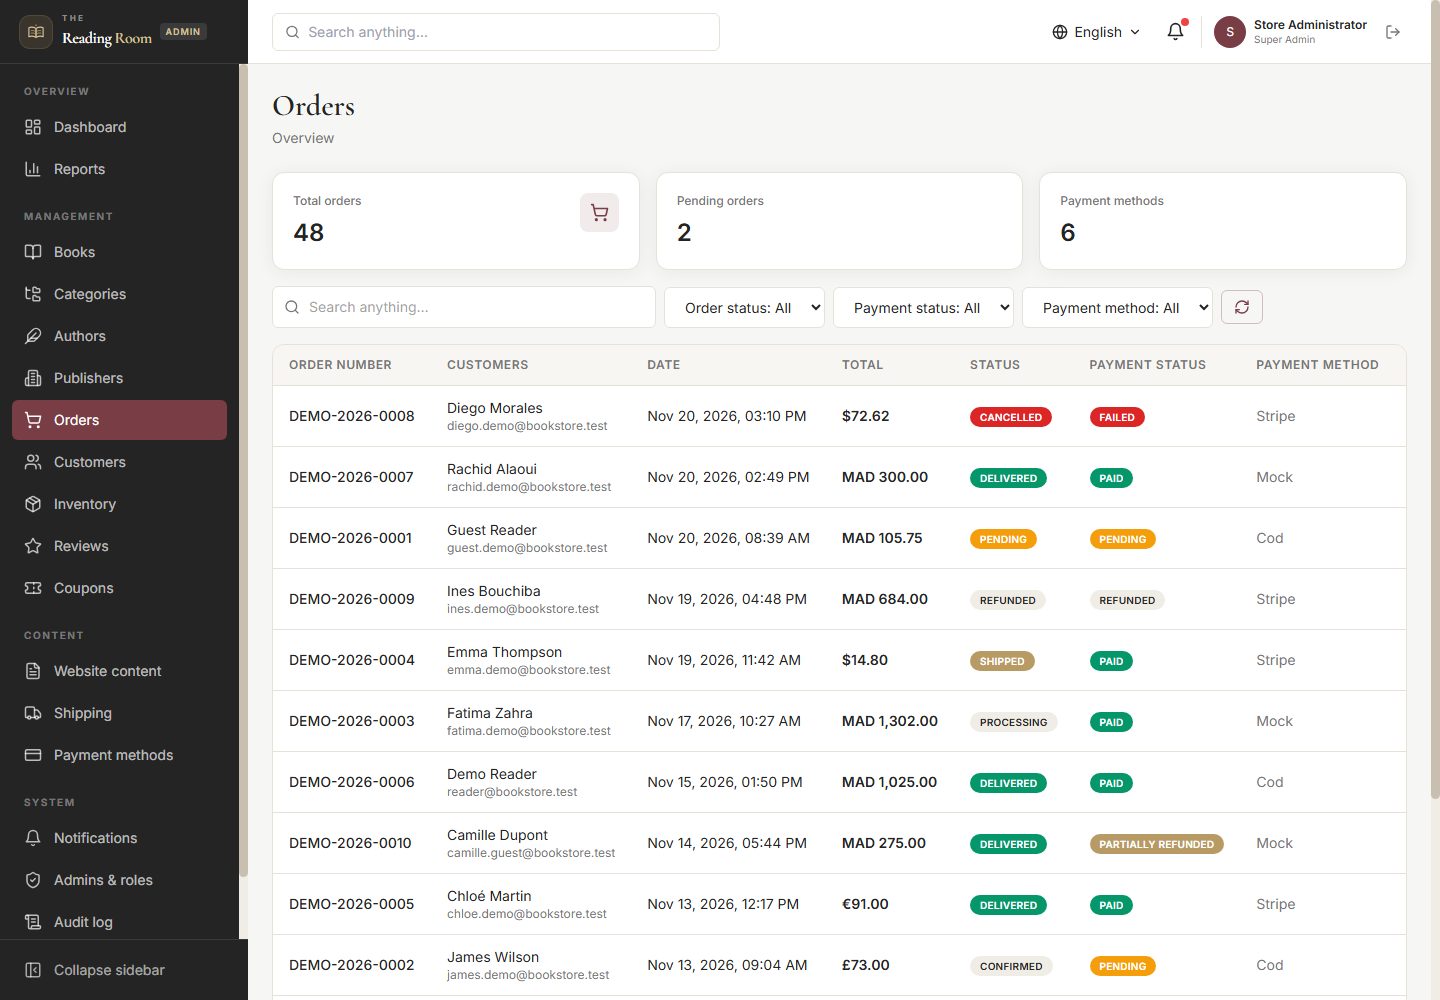 THE
Reading Room ADMIN
Search anything...
English
S
Store Administrator
Super Admin
OVERVIEW
Dashboard
Reports
MANAGEMENT
Books
Categories
Authors
Publishers
Orders
Customers
Inventory
Reviews
Coupons
CONTENT
Website content
Shipping
Payment methods
SYSTEM
Notifications
Admins & roles
Audit log
Collapse sidebar
Orders
Overview
Total orders
48
Pending orders
2
Payment methods
6
Search anything...
Order status: All
Payment status: All
Payment method: All
ORDER NUMBER CUSTOMERS DATE TOTAL STATUS PAYMENT STATUS PAYMENT METHOD
DEMO-2026-0008 Diego Morales Nov 20, 2026, 03:10 PM $72.62 CANCELLED FAILED Stripe
diego.demo@bookstore.test
DEMO-2026-0007 Rachid Alaoui Nov 20, 2026, 02:49 PM MAD 300.00 DELIVERED PAID Mock
rachid.demo@bookstore.test
DEMO-2026-0001 Guest Reader Nov 20, 2026, 08:39 AM MAD 105.75 PENDING PENDING Cod
guest.demo@bookstore.test
DEMO-2026-0009 Ines Bouchiba Nov 19, 2026, 04:48 PM MAD 684.00 REFUNDED REFUNDED Stripe
ines.demo@bookstore.test
DEMO-2026-0004 Emma Thompson Nov 19, 2026, 11:42 AM $14.80 SHIPPED PAID Stripe
emma.demo@bookstore.test
DEMO-2026-0003 Fatima Zahra Nov 17, 2026, 10:27 AM MAD 1,302.00 PROCESSING PAID Mock
fatima.demo@bookstore.test
DEMO-2026-0006 Demo Reader Nov 15, 2026, 01:50 PM MAD 1,025.00 DELIVERED PAID Cod
reader@bookstore.test
DEMO-2026-0010 Camille Dupont Nov 14, 2026, 05:44 PM MAD 275.00 DELIVERED PARTIALLY REFUNDED Mock
camille.guest@bookstore.test
DEMO-2026-0005 Chloé Martin Nov 13, 2026, 12:17 PM €91.00 DELIVERED PAID Stripe
chloe.demo@bookstore.test
DEMO-2026-0002 James Wilson Nov 13, 2026, 09:04 AM £73.00 CONFIRMED PENDING Cod
james.demo@bookstore.test